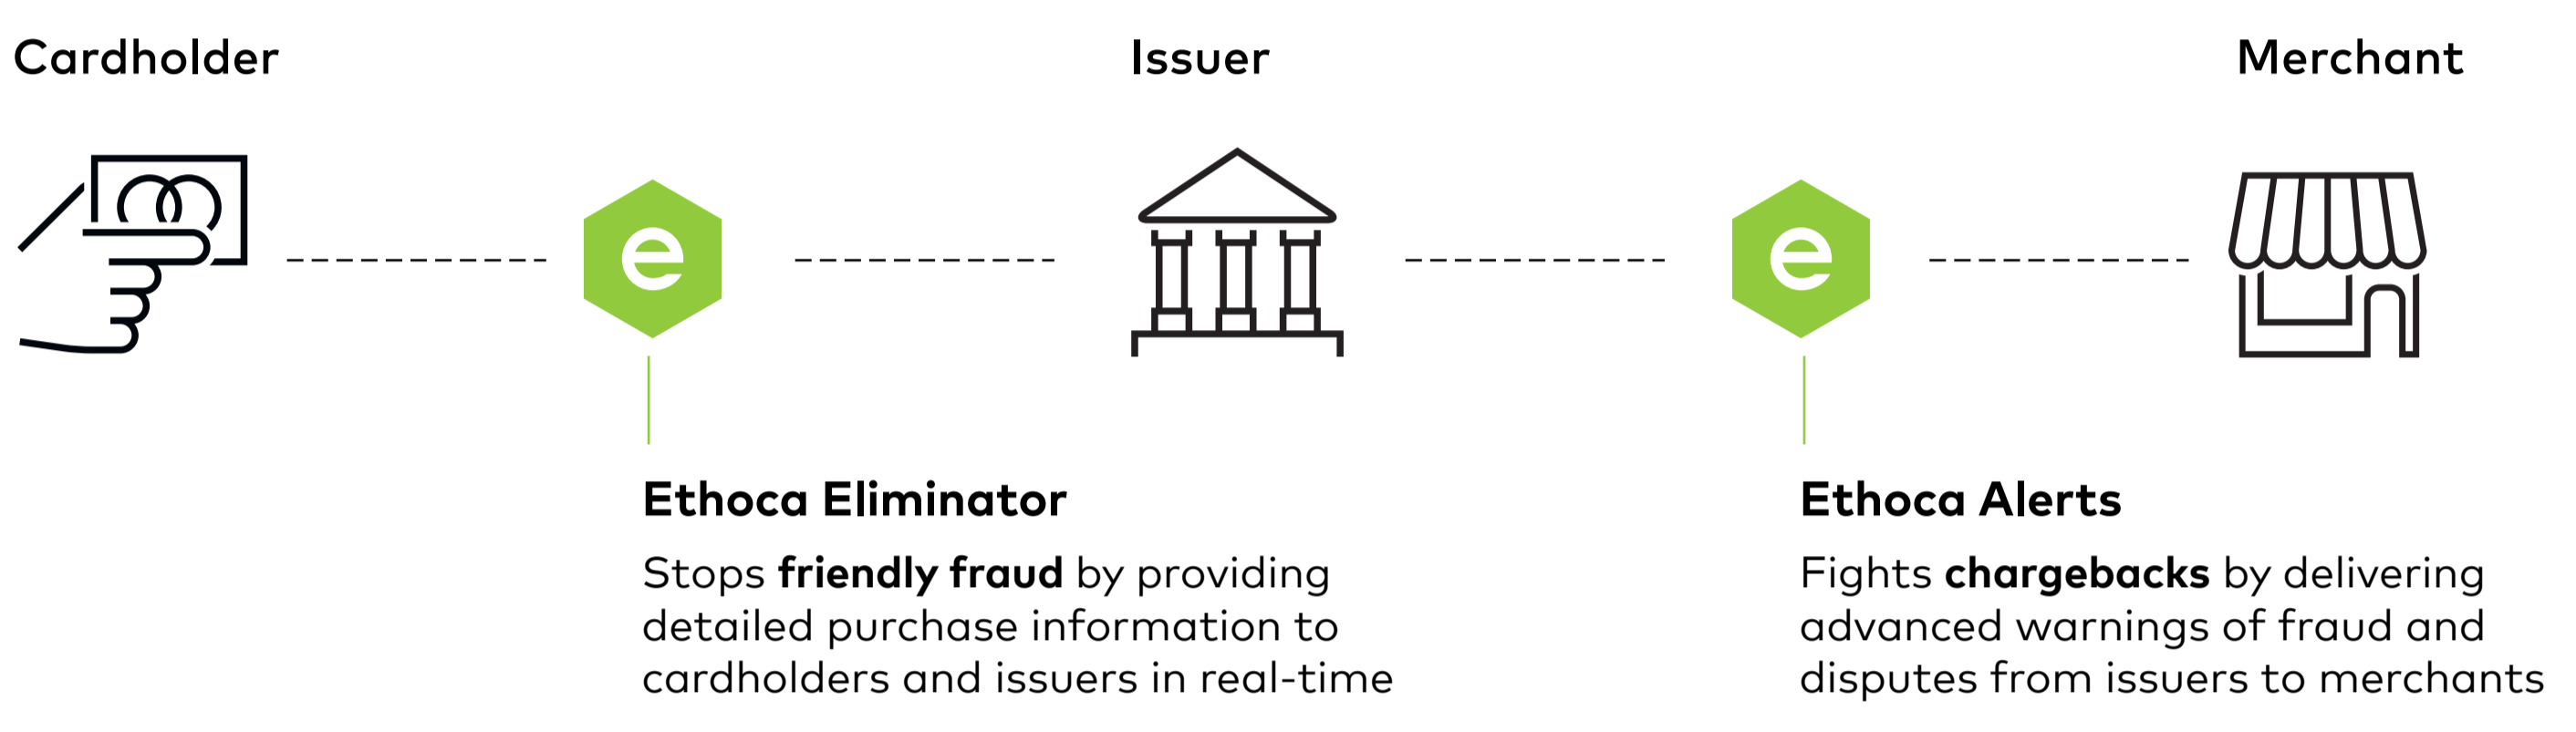 Cardholder
Issuer
Merchant
e
e
Ethoca Eliminator
Stops friendly fraud by providing
detailed purchase information to
cardholders and issuers in real-time
Ethoca Alerts
Fights chargebacks by delivering
advanced warnings of fraud and
disputes from issuers to merchants